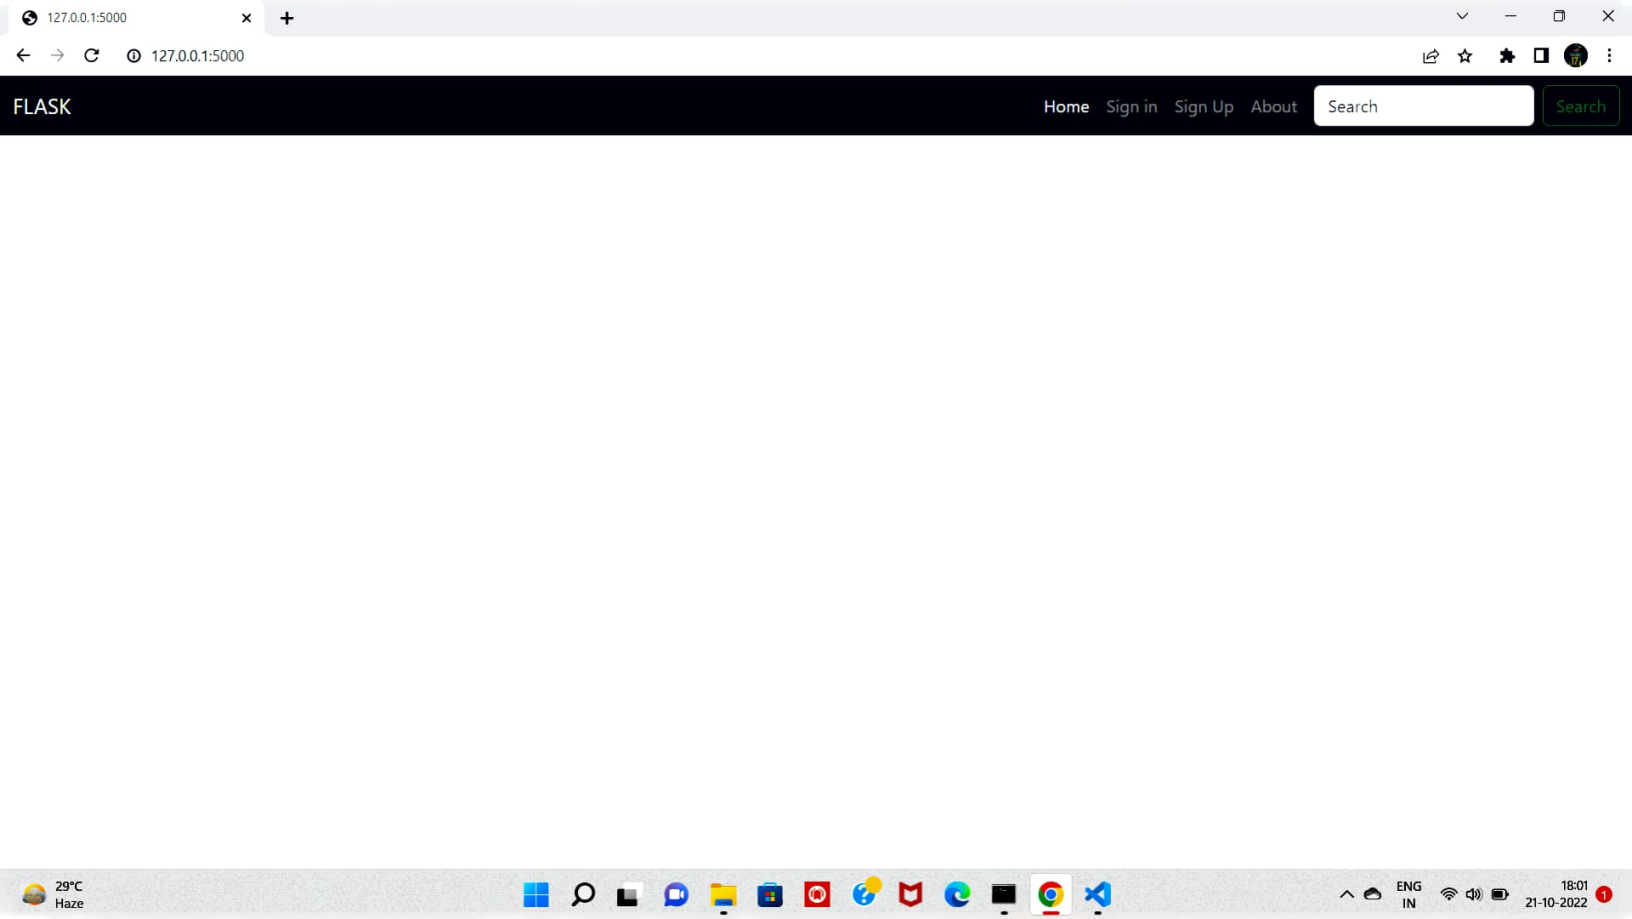 127.0.0.1:5000
127.0.0.1:5000
FLASK Home Sign in Sign Up About Search Search
29°C
Haze
ENG
IN
18:01
21-10-2022
1